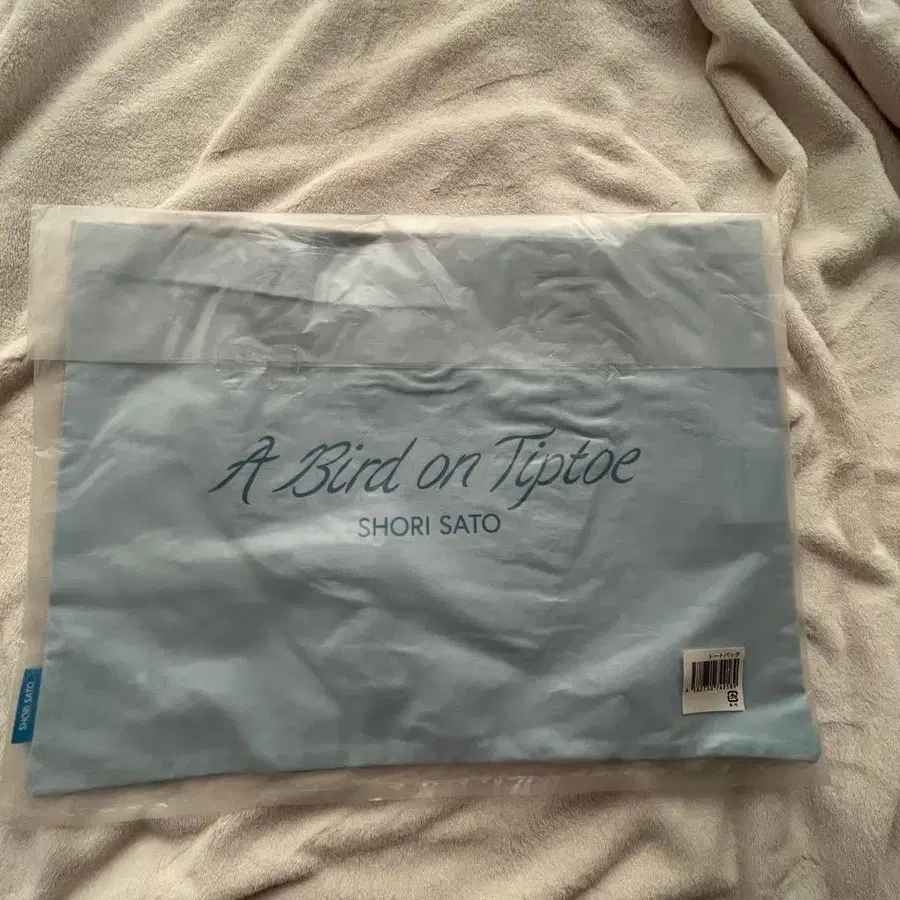 A Bird on Tiptoe
SHORI SATO
SHORI SATO
トートバッグ